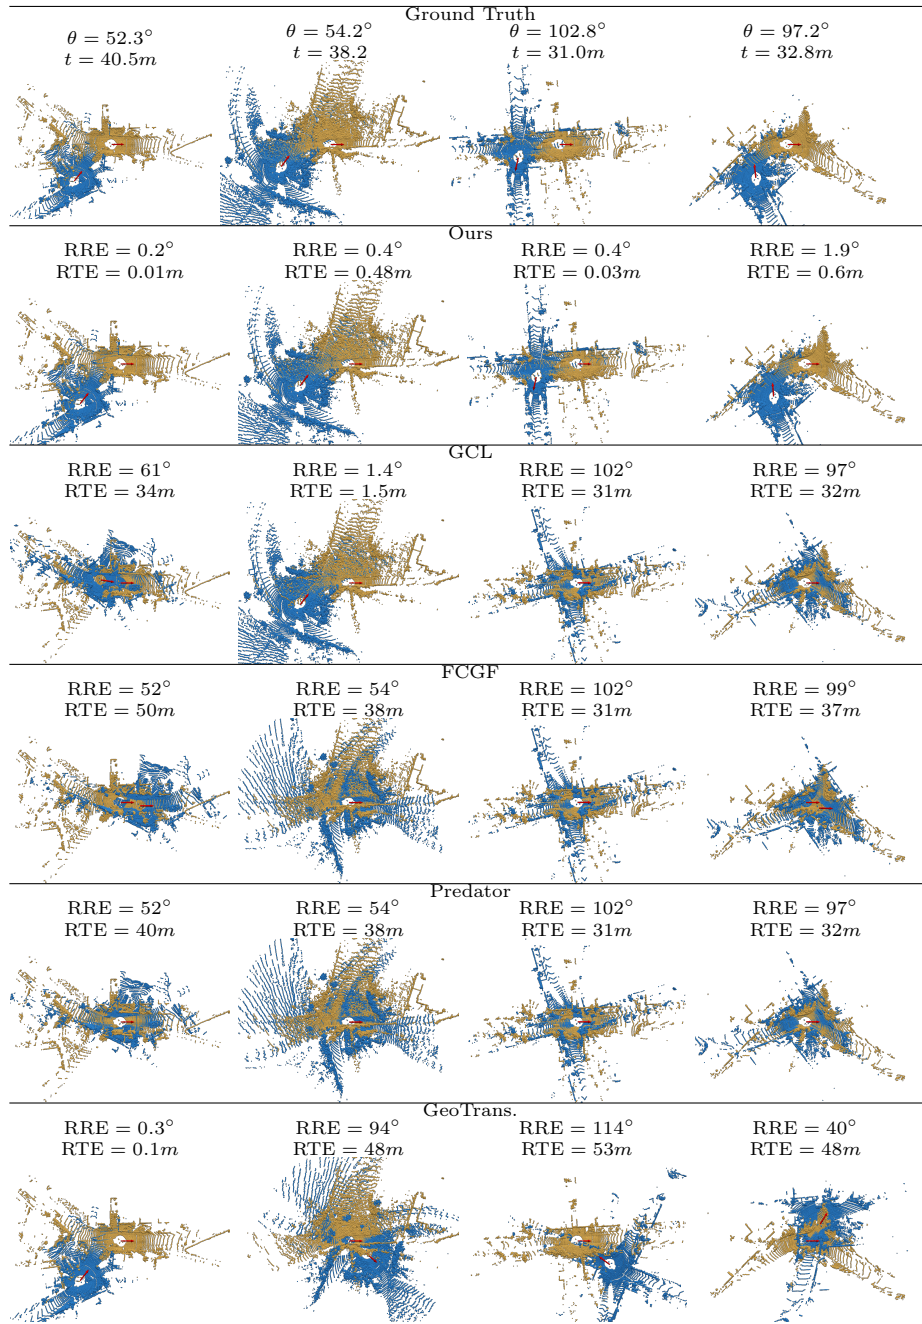 Ground Truth
θ = 52.3° θ = 54.2° θ = 102.8° θ = 97.2°
t = 40.5m t = 38.2 t = 31.0m t = 32.8m
Ours
RRE = 0.2° RRE = 0.4° RRE = 0.4° RRE = 1.9°
RTE = 0.01m RTE = 0.48m RTE = 0.03m RTE = 0.6m
GCL
RRE = 61° RRE = 1.4° RRE = 102° RRE = 97°
RTE = 34m RTE = 1.5m RTE = 31m RTE = 32m
FCGF
RRE = 52° RRE = 54° RRE = 102° RRE = 99°
RTE = 50m RTE = 38m RTE = 31m RTE = 37m
Predator
RRE = 52° RRE = 54° RRE = 102° RRE = 97°
RTE = 40m RTE = 38m RTE = 31m RTE = 32m
GeoTrans.
RRE = 0.3° RRE = 94° RRE = 114° RRE = 40°
RTE = 0.1m RTE = 48m RTE = 53m RTE = 48m